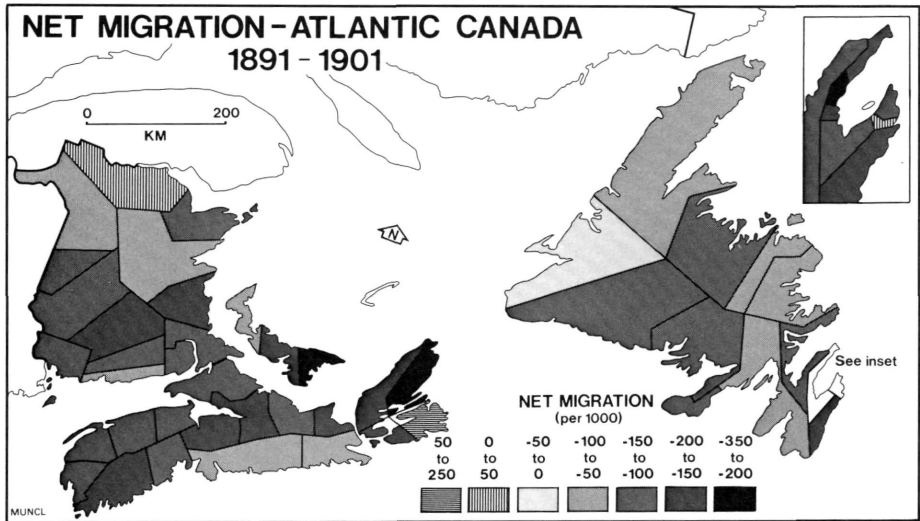 NET MIGRATION – ATLANTIC CANADA
1891 – 1901
0 200
KM
N
See inset
NET MIGRATION
(per 1000)
50 0 -50 -100 -150 -200 -350
to to to to to to to
250 50 0 -50 -100 -150 -200
MUNCL